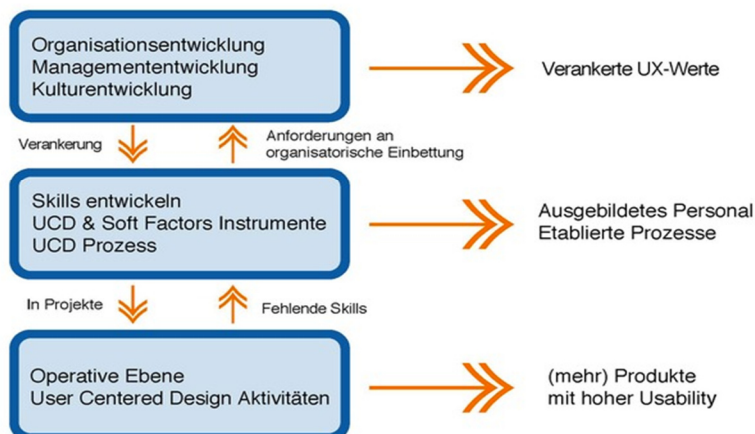 Organisationsentwicklung
Managemententwicklung
Kulturentwicklung
Verankerte UX-Werte
Verankerung
Anforderungen an
organisatorische Einbettung
Skills entwickeln
UCD & Soft Factors Instrumente
UCD Prozess
Ausgebildetes Personal
Etablierte Prozesse
In Projekte
Fehlende Skills
Operative Ebene
User Centered Design Aktivitäten
(mehr) Produkte
mit hoher Usability